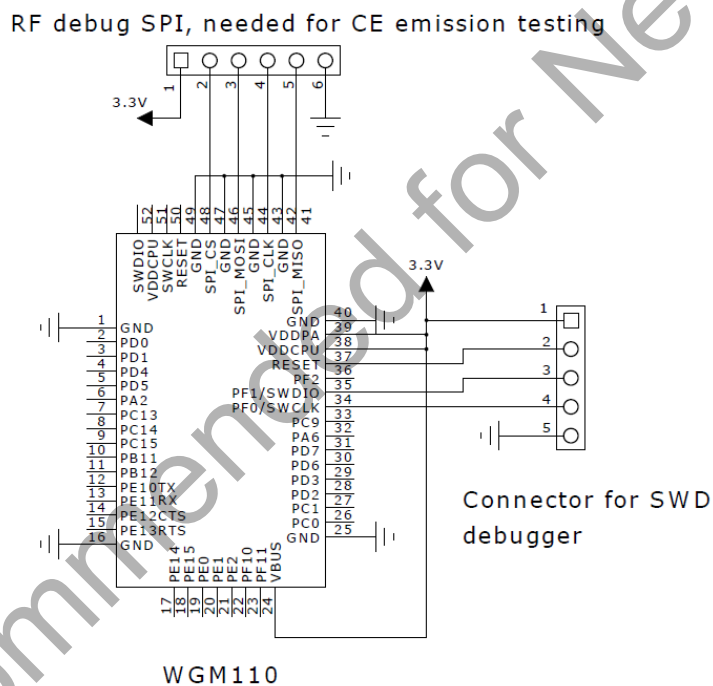 RF debug SPI, needed for CE emission testing
1 2 3 4 5 6
3.3V
52 51 50 49 48 47 46 45 44 43 42 41
SWDIO
VDDCPU
SWCLK
RESET
GND
SPI_CS
GND
SPI_MOSI
GND
SPI_CLK
GND
SPI_MISO
1 GND
2 PD0
3 PD1
4 PD4
5 PD5
6 PA2
7 PC13
8 PC14
9 PC15
10 PB11
11 PB12
12 PE10TX
13 PE11RX
14 PE12CTS
15 PE13RTS
16 GND
GND 40
VDDPA 39
VDDCPU 38
RESET 37
PF2 36
PF1/SWDIO 35
PF0/SWCLK 34
PC9 33
PA6 32
PD7 31
PD6 30
PD3 29
PD2 28
PC1 27
PC0 26
GND 25
PE14
PE15
PE0
PE1
PE2
PF10
PF11
VBUS
17 18 19 20 21 22 23 24
3.3V
1
2
3
4
5
Connector for SWD
debugger
WGM110
ommended for Ne